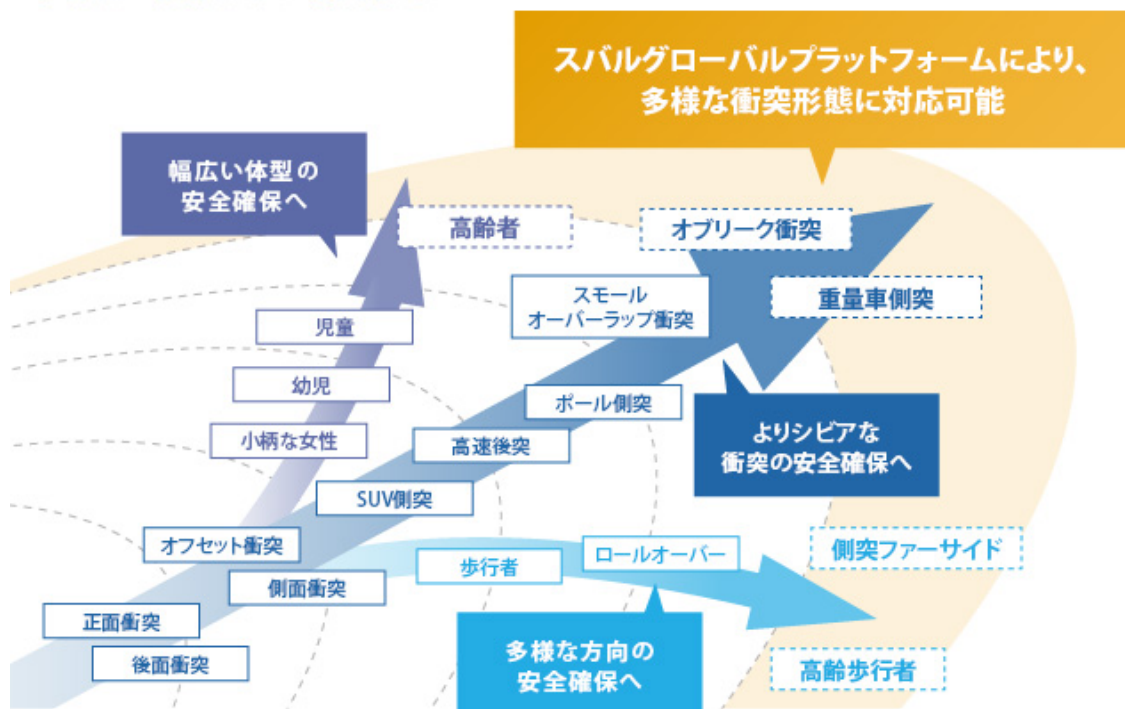 スバルグローバルプラットフォームにより、
多様な衝突形態に対応可能
幅広い体型の
安全確保へ
高齢者
オブリーク衝突
重量車側突
スモール
オーバーラップ衝突
児童
幼児
小柄な女性
ポール側突
高速後突
SUV側突
よりシビアな
衝突の安全確保へ
オフセット衝突
側面衝突
正面衝突
後面衝突
歩行者
ロールオーバー
側突ファーサイド
多様な方向の
安全確保へ
高齢歩行者